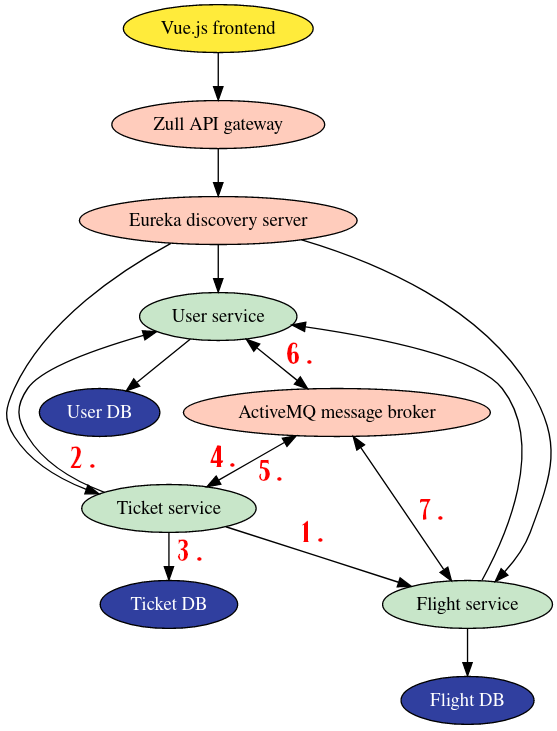 Vue.js frontend
Zull API gateway
Eureka discovery server
User service
6.
User DB
ActiveMQ message broker
2.
4.
5.
7.
Ticket service
1.
3.
Ticket DB
Flight service
Flight DB